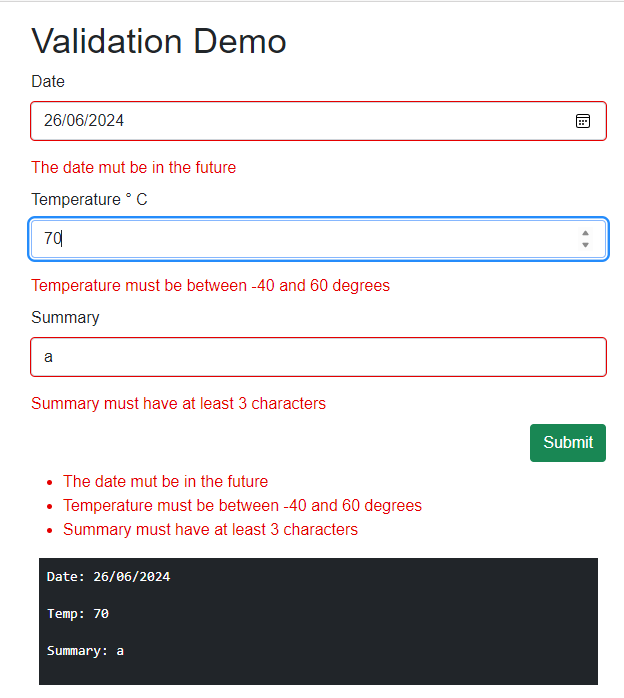 Validation Demo
Date
26/06/2024
The date mut be in the future
Temperature ° C
70
Temperature must be between -40 and 60 degrees
Summary
a
Summary must have at least 3 characters
Submit
• The date mut be in the future
• Temperature must be between -40 and 60 degrees
• Summary must have at least 3 characters
Date: 26/06/2024
Temp: 70
Summary: a